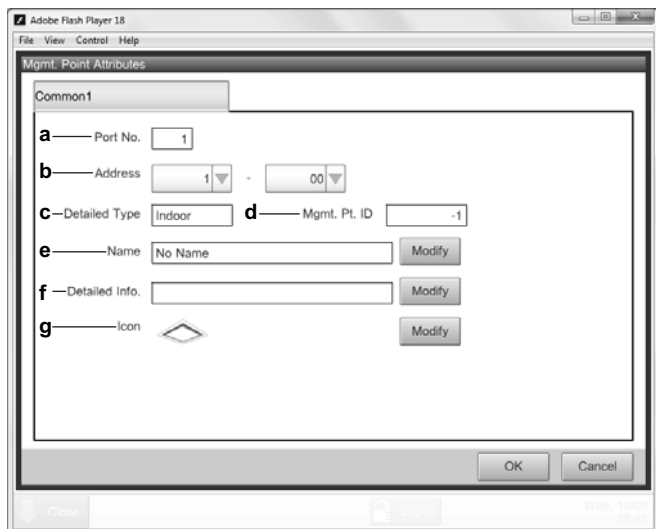 Adobe Flash Player 18
File View Control Help
Mgmt. Point Attributes
Common1
a Port No. 1
b Address 1 - 00
c Detailed Type Indoor d Mgmt. Pt. ID -1
e Name No Name Modify
f Detailed Info. Modify
g Icon Modify
OK Cancel
Close